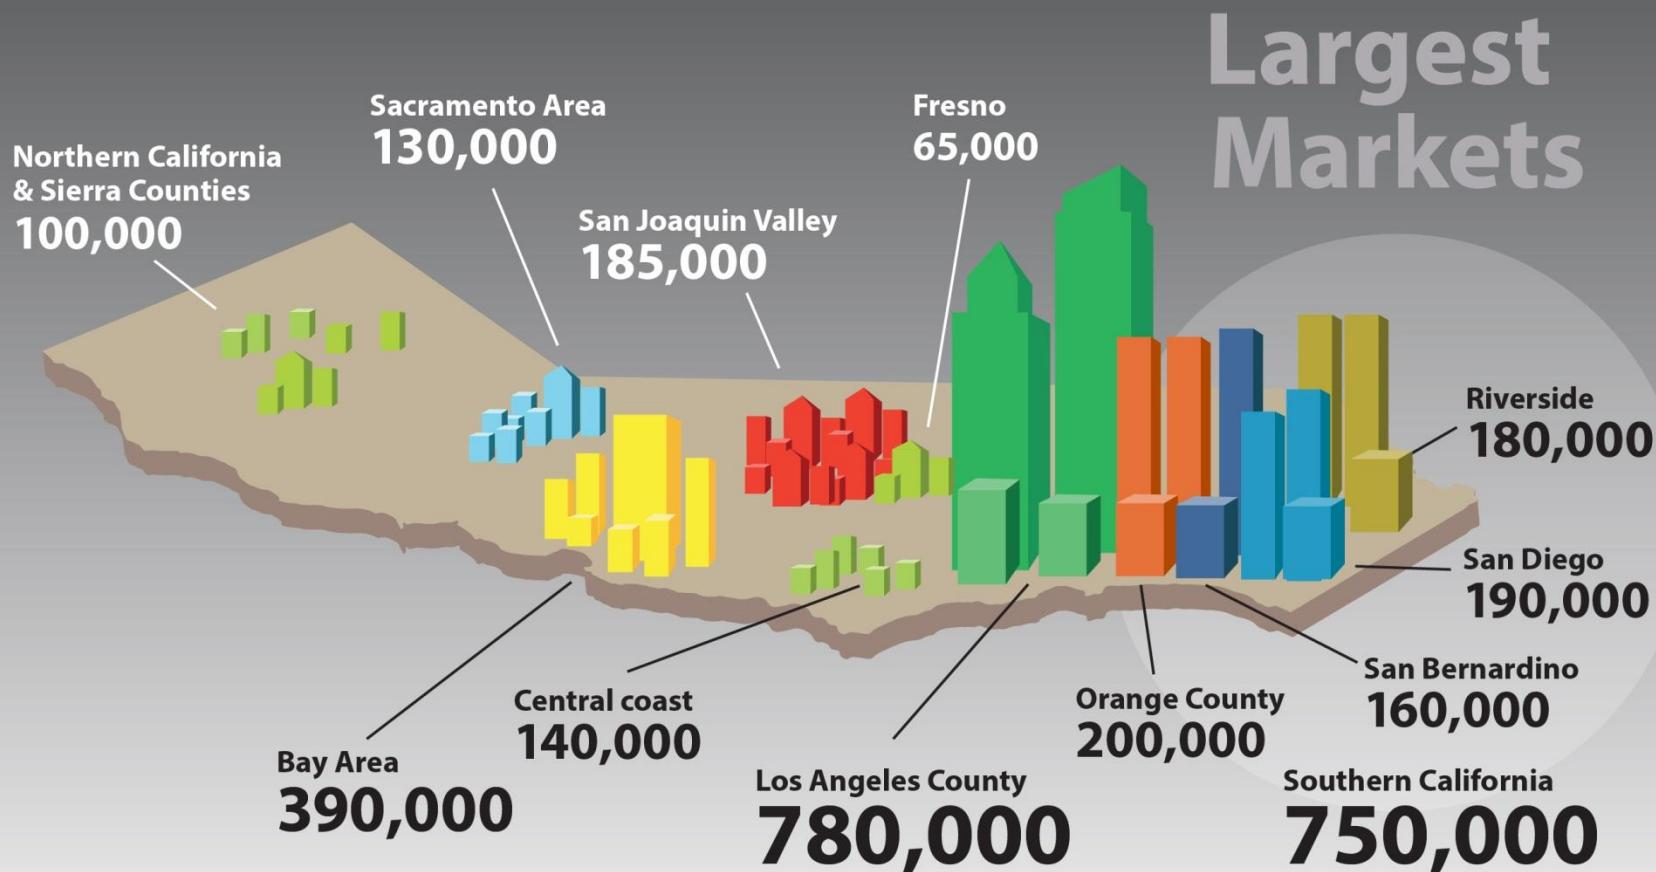 Largest
Markets
Northern California
& Sierra Counties
100,000
Sacramento Area
130,000
San Joaquin Valley
185,000
Fresno
65,000
Riverside
180,000
San Diego
190,000
San Bernardino
160,000
Orange County
200,000
Central coast
140,000
Bay Area
390,000
Los Angeles County
780,000
Southern California
750,000